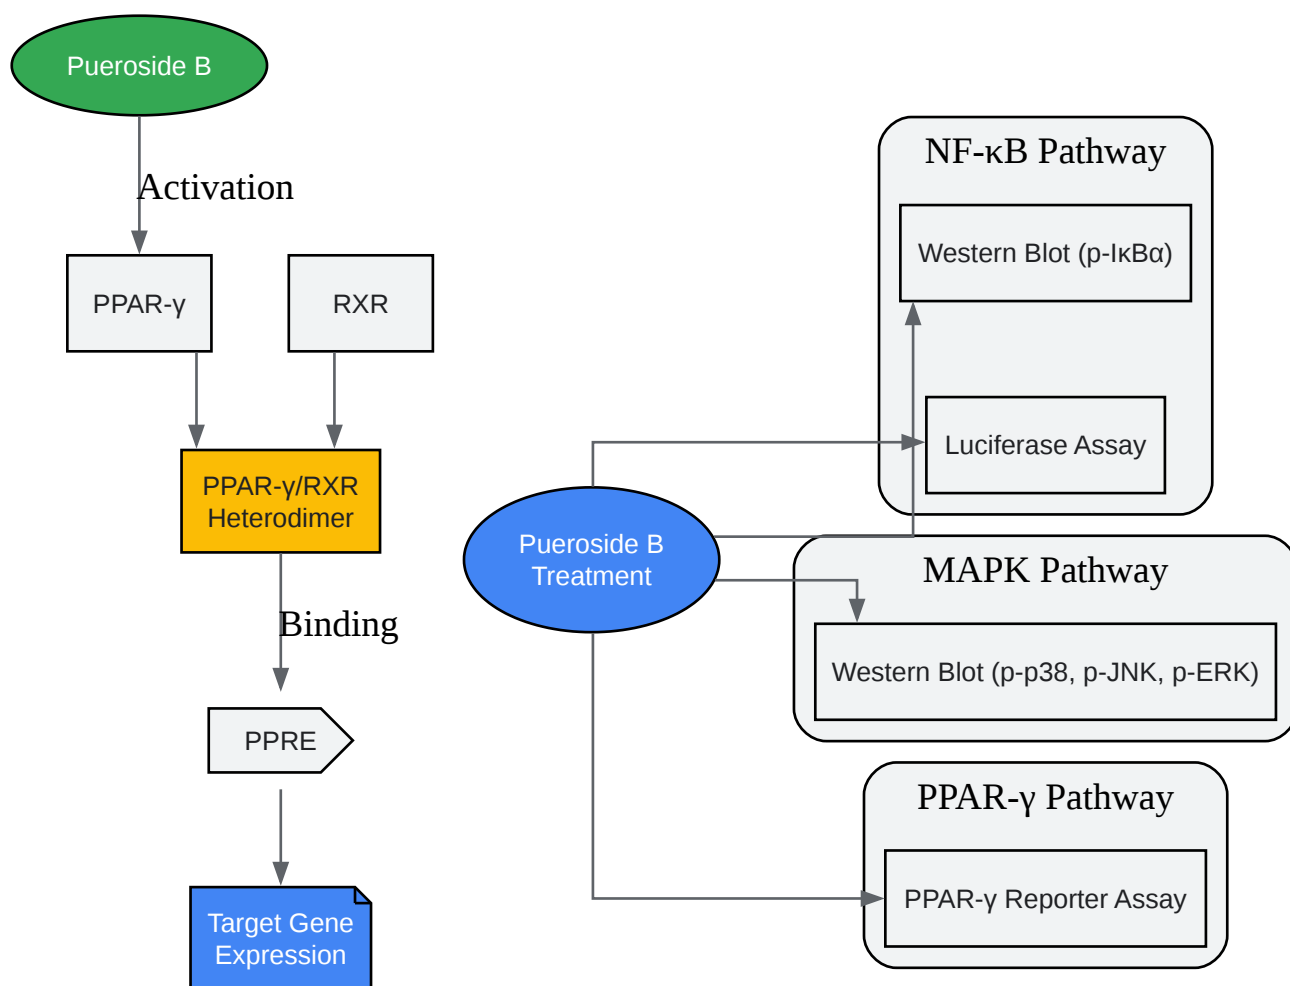 Pueroside B
Activation
PPAR-γ
RXR
PPAR-γ/RXR
Heterodimer
Binding
PPRE
Target Gene
Expression
Pueroside B
Treatment
NF-κB Pathway
Western Blot (p-IκBα)
Luciferase Assay
MAPK Pathway
Western Blot (p-p38, p-JNK, p-ERK)
PPAR-γ Pathway
PPAR-γ Reporter Assay